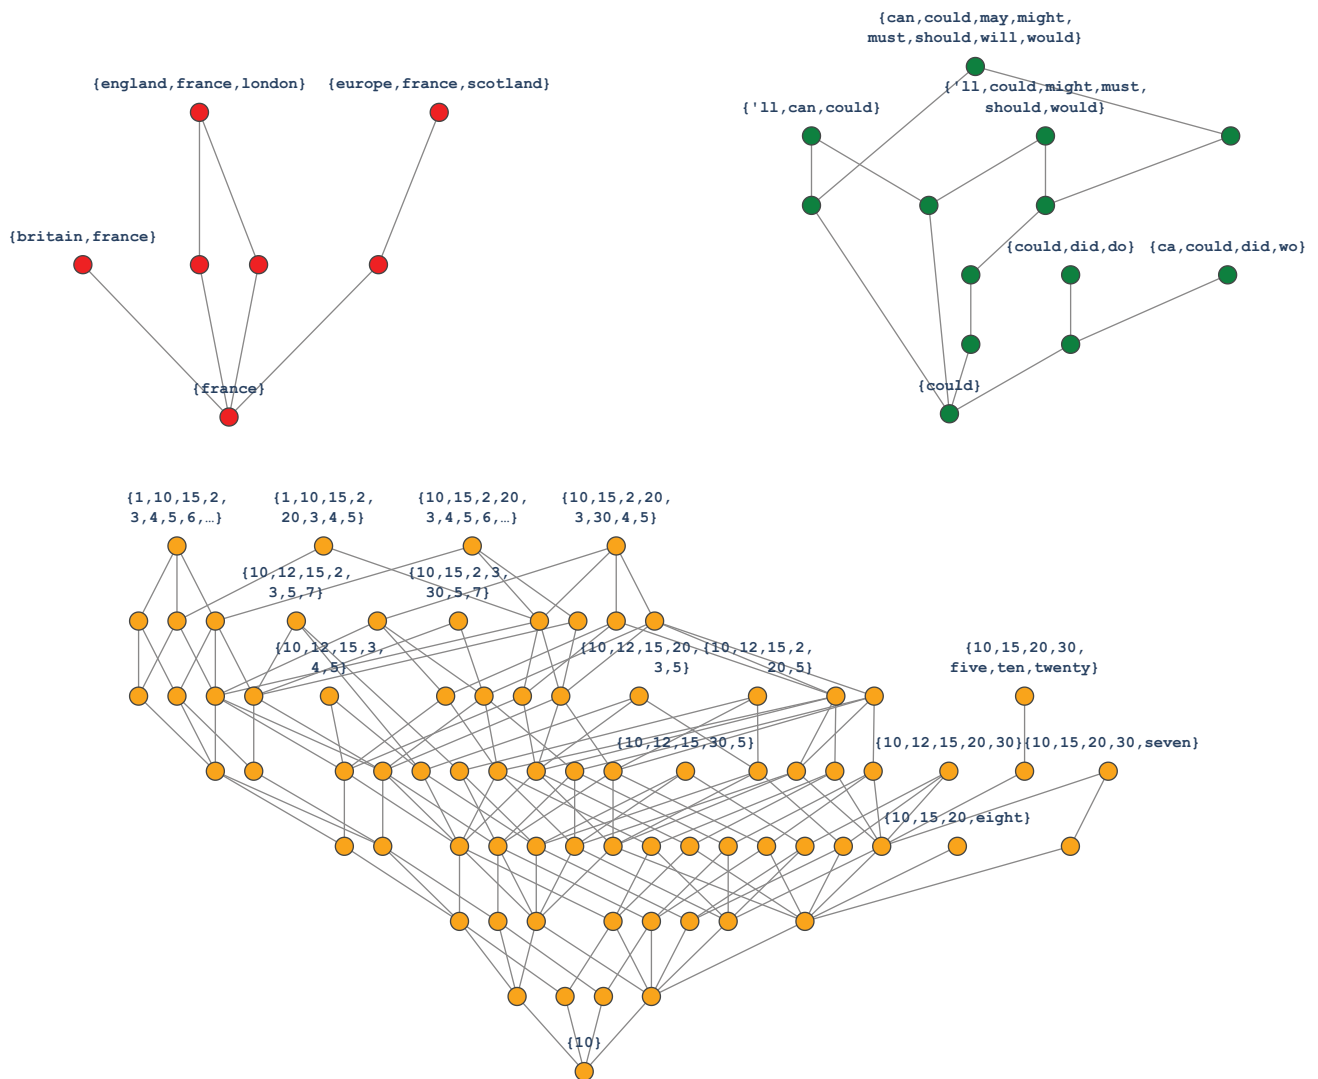 {can,could,may,might,
must,should,will,would}
{england,france,london}
{europe,france,scotland}
{'ll,can,could}
{'ll,could,might,must,
should,would}
{britain,france}
{could,did,do}
{ca,could,did,wo}
{france}
{could}
{1,10,15,2,
3,4,5,6,…}
{1,10,15,2,
20,3,4,5}
{10,15,2,20,
3,4,5,6,…}
{10,15,2,20,
3,30,4,5}
{10,12,15,2,
3,5,7}
{10,15,2,3,
30,5,7}
{10,12,15,3,
4,5}
{10,12,15,20,
3,5}
{10,12,15,2,
20,5}
{10,15,20,30,
five,ten,twenty}
{10,12,15,30,5}
{10,12,15,20,30}
{10,15,20,30,seven}
{10,15,20,eight}
{10}